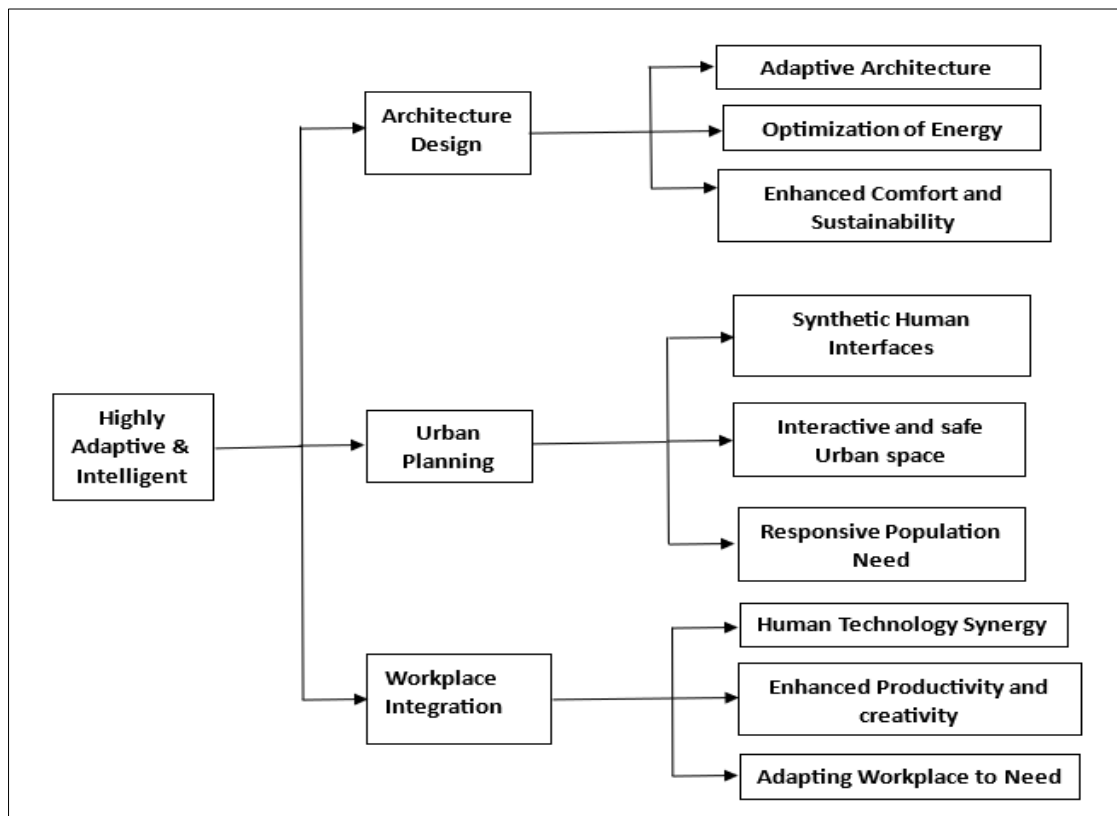 Adaptive Architecture
Architecture
Design
Optimization of Energy
Enhanced Comfort and
Sustainability
Synthetic Human
Interfaces
Highly
Adaptive &
Intelligent
Urban
Planning
Interactive and safe
Urban space
Responsive Population
Need
Human Technology Synergy
Workplace
Integration
Enhanced Productivity and
creativity
Adapting Workplace to Need